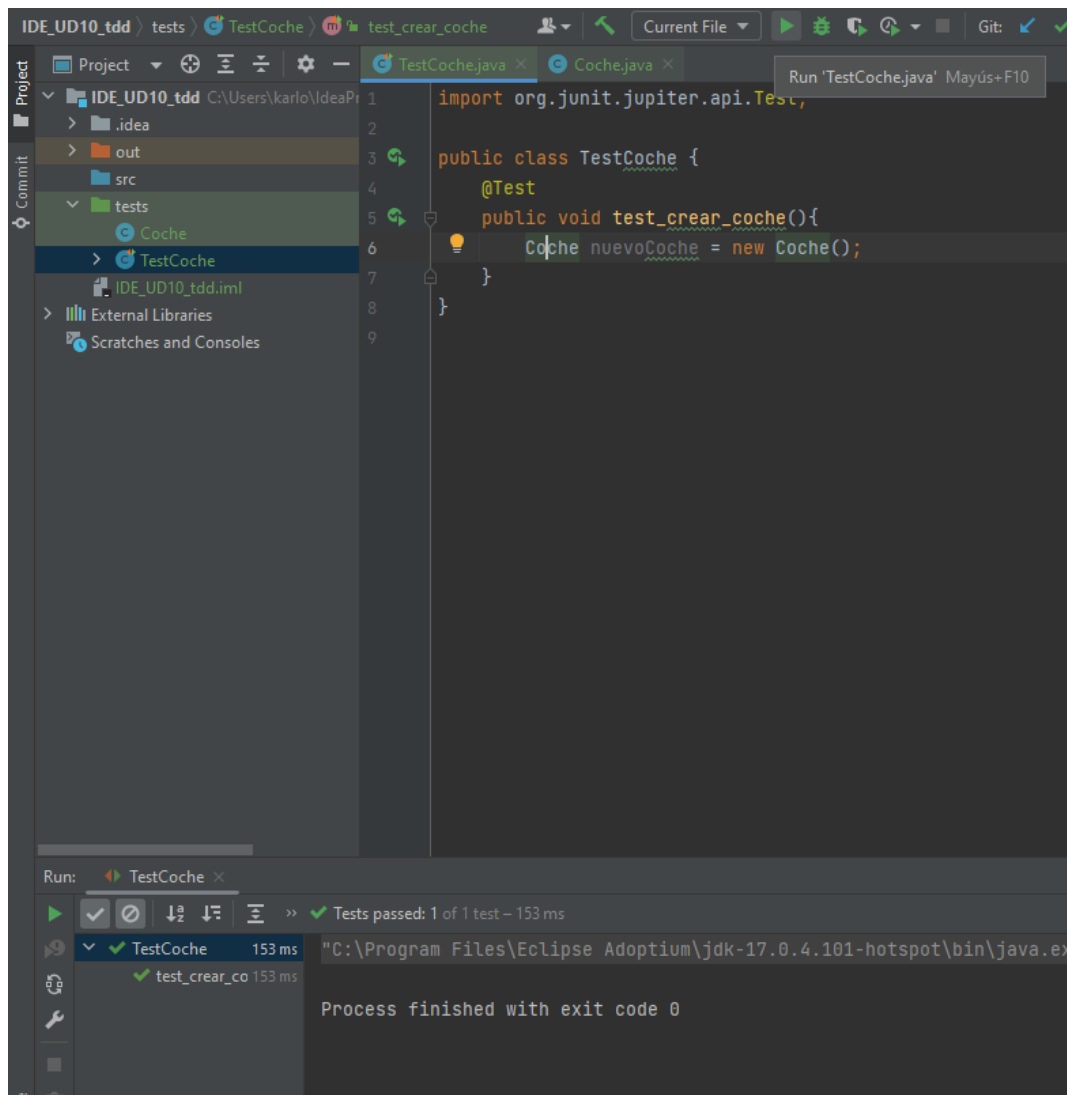 IDE_UD10_tdd tests TestCoche test_crear_coche Current File Git:
Project TestCoche.java Coche.java
Run 'TestCoche.java' Mayús+F10
Project
Commit
IDE_UD10_tdd C:\Users\karlo\IdeaPr
.idea
out
src
tests
Coche
TestCoche
IDE_UD10_tdd.iml
External Libraries
Scratches and Consoles
1 import org.junit.jupiter.api.Test;
2
3 public class TestCoche {
4 @Test
5 public void test_crear_coche(){
6 Coche nuevoCoche = new Coche();
7 }
8 }
9
Run: TestCoche
Tests passed: 1 of 1 test – 153 ms
TestCoche 153 ms
test_crear_co 153 ms
"C:\Program Files\Eclipse Adoptium\jdk-17.0.4.101-hotspot\bin\java.ex
Process finished with exit code 0